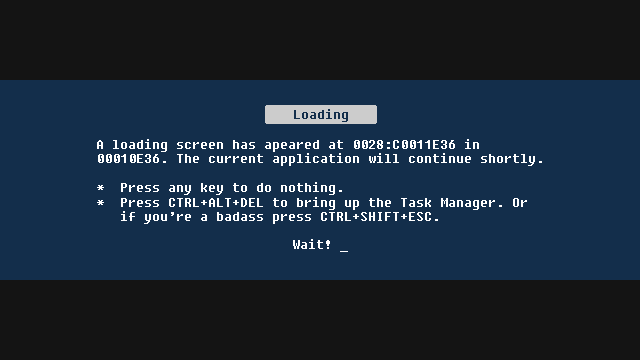 Loading
A loading screen has apeared at 0028:C0011E36 in
00010E36. The current application will continue shortly.
* Press any key to do nothing.
* Press CTRL+ALT+DEL to bring up the Task Manager. Or
if you're a badass press CTRL+SHIFT+ESC.
Wait! _